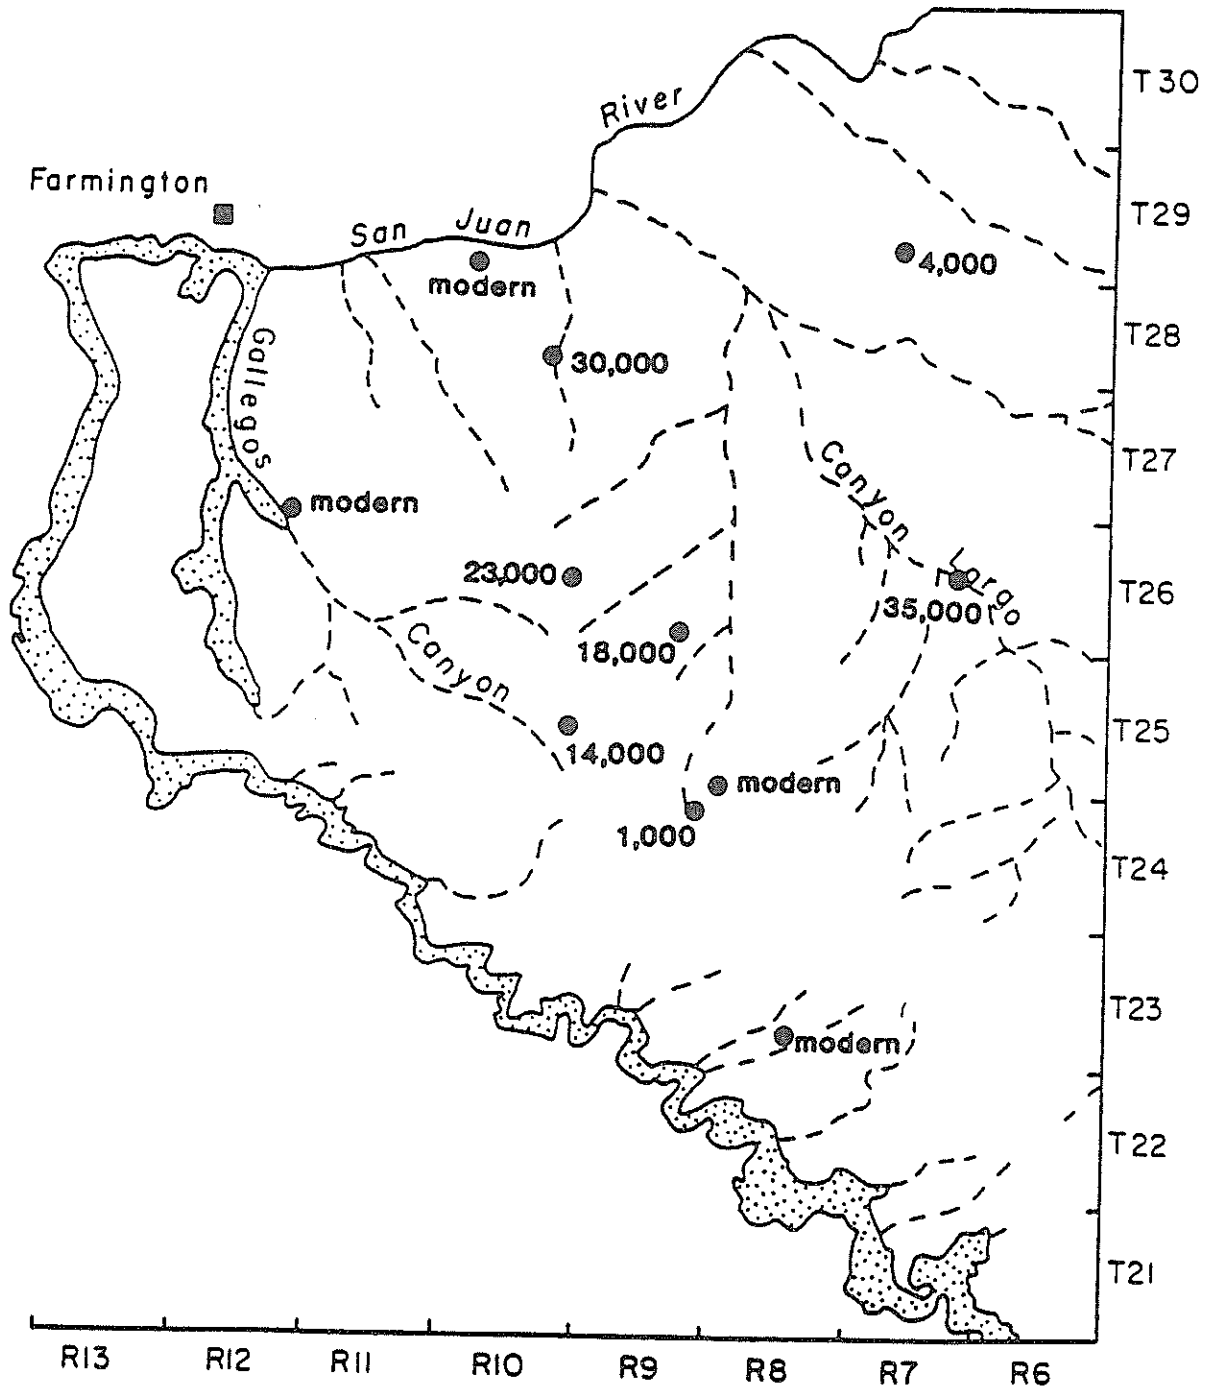 T30
River
Farmington
T29
San Juan
4,000
modern
T28
30,000
Gallegos
T27
Canyon
modern
Largo
23,000
T26
35,000
18,000
Canyon
T25
14,000
modern
1,000
T24
T23
modern
T22
T21
R13 R12 R11 R10 R9 R8 R7 R6